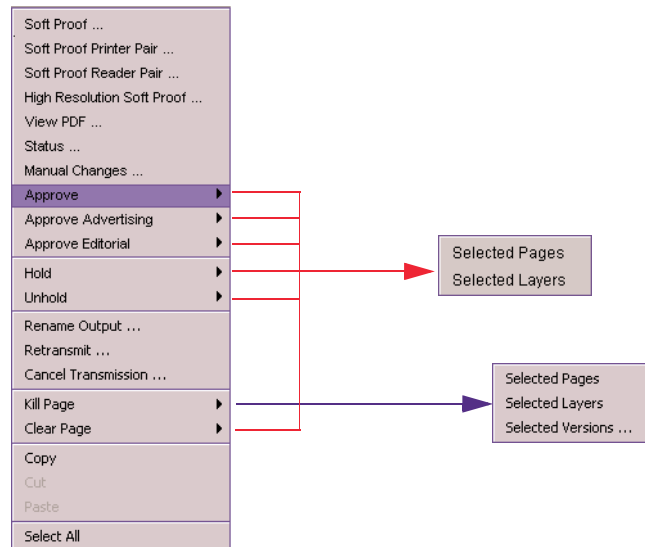 Soft Proof ...
Soft Proof Printer Pair ...
Soft Proof Reader Pair ...
High Resolution Soft Proof ...
View PDF ...
Status ...
Manual Changes ...
Approve
Approve Advertising
Approve Editorial
Hold
Unhold
Rename Output ...
Retransmit ...
Cancel Transmission ...
Kill Page
Clear Page
Copy
Cut
Paste
Select All
Selected Pages
Selected Layers
Selected Pages
Selected Layers
Selected Versions ...